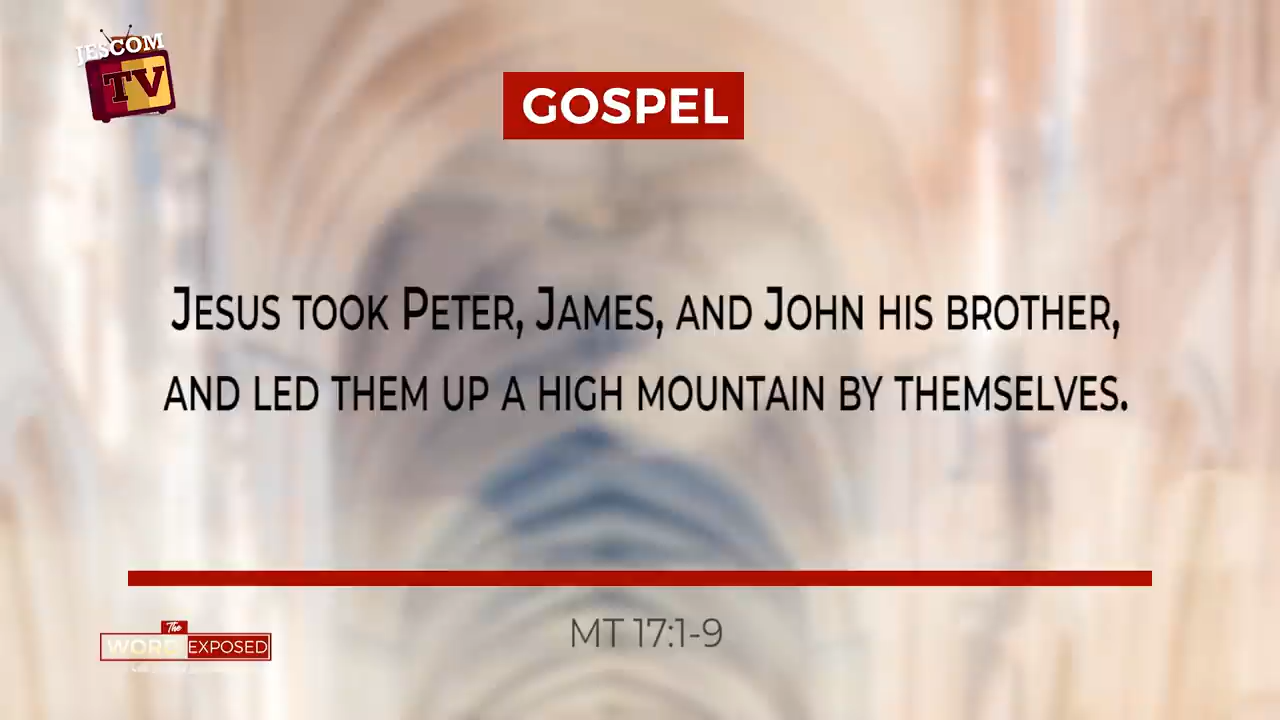 JESCOM
TV
GOSPEL
JESUS TOOK PETER, JAMES, AND JOHN HIS BROTHER,
AND LED THEM UP A HIGH MOUNTAIN BY THEMSELVES.
MT 17:1-9
The
WORD EXPOSED